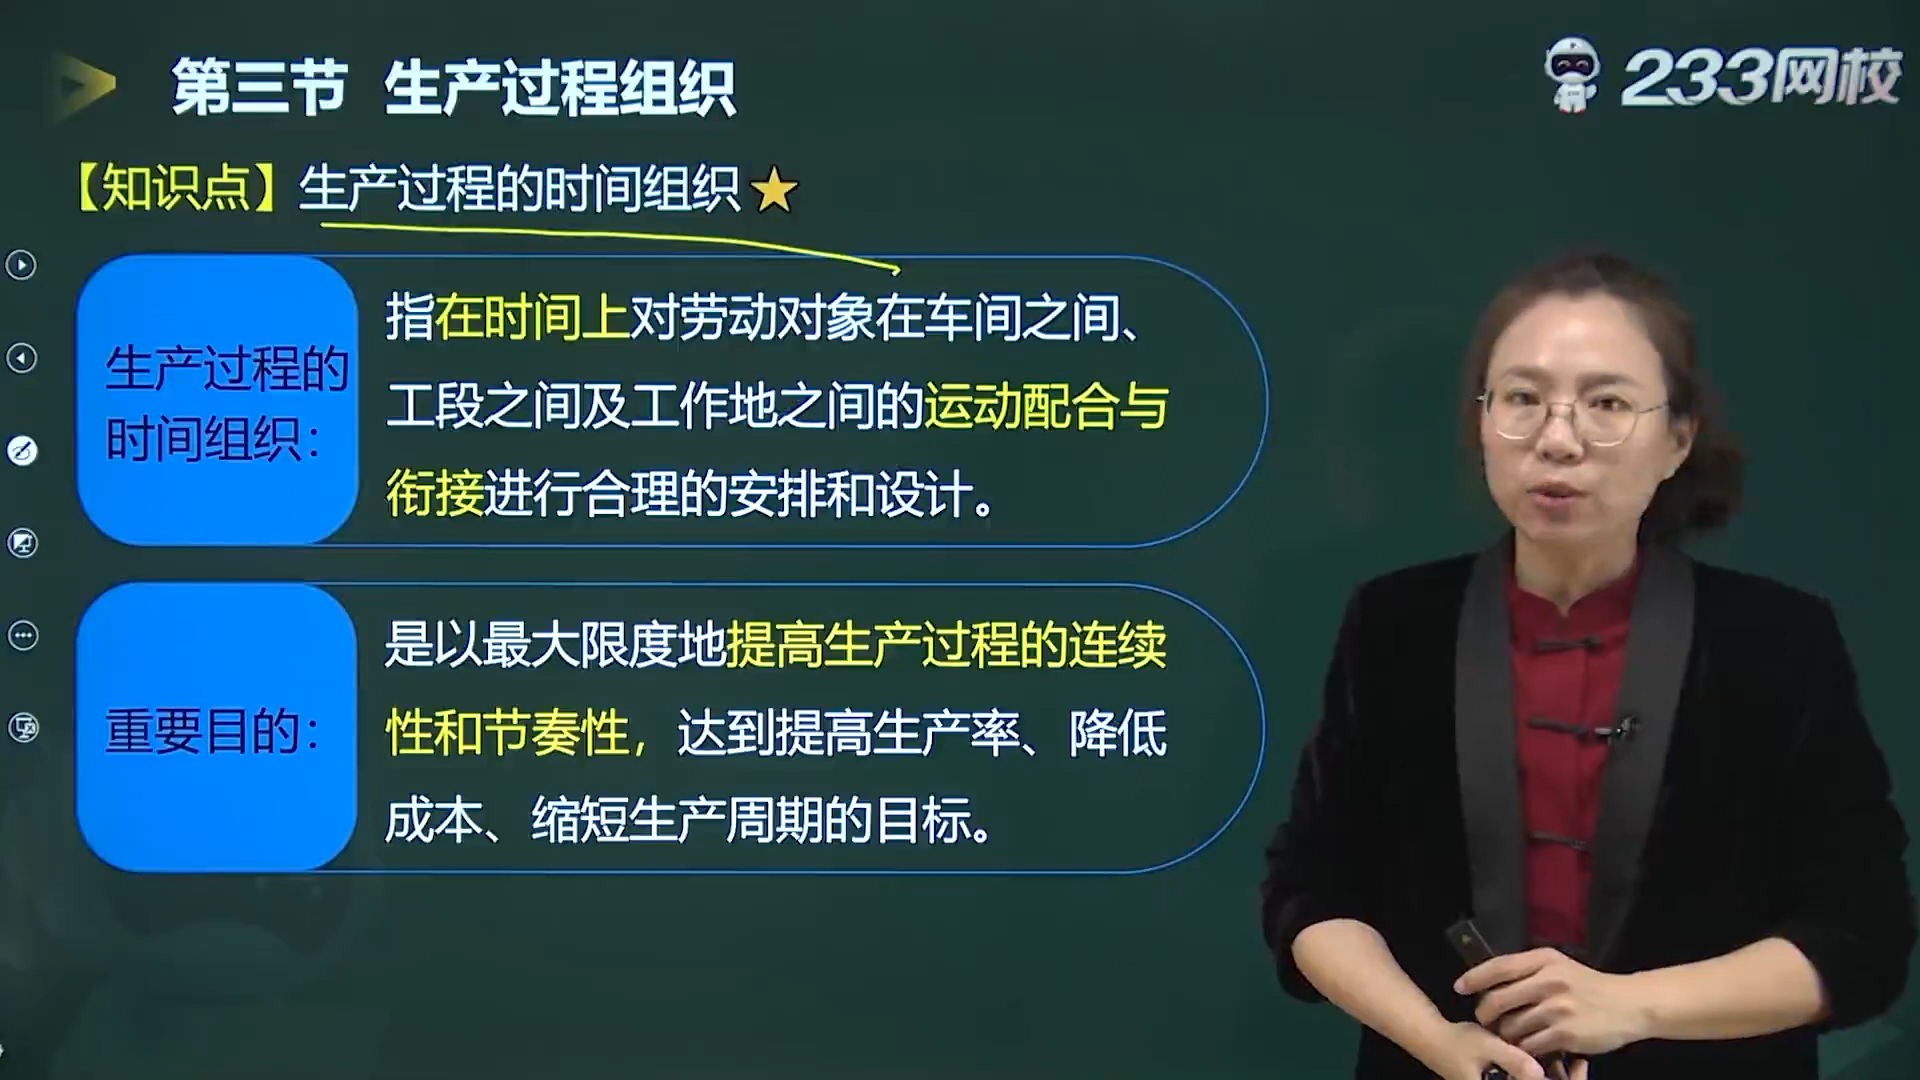 第三节 生产过程组织
233网校
【知识点】生产过程的时间组织
生产过程的
时间组织：
指在时间上对劳动对象在车间之间、
工段之间及工作地之间的运动配合与
衔接进行合理的安排和设计。
重要目的：
是以最大限度地提高生产过程的连续
性和节奏性，达到提高生产率、降低
成本、缩短生产周期的目标。